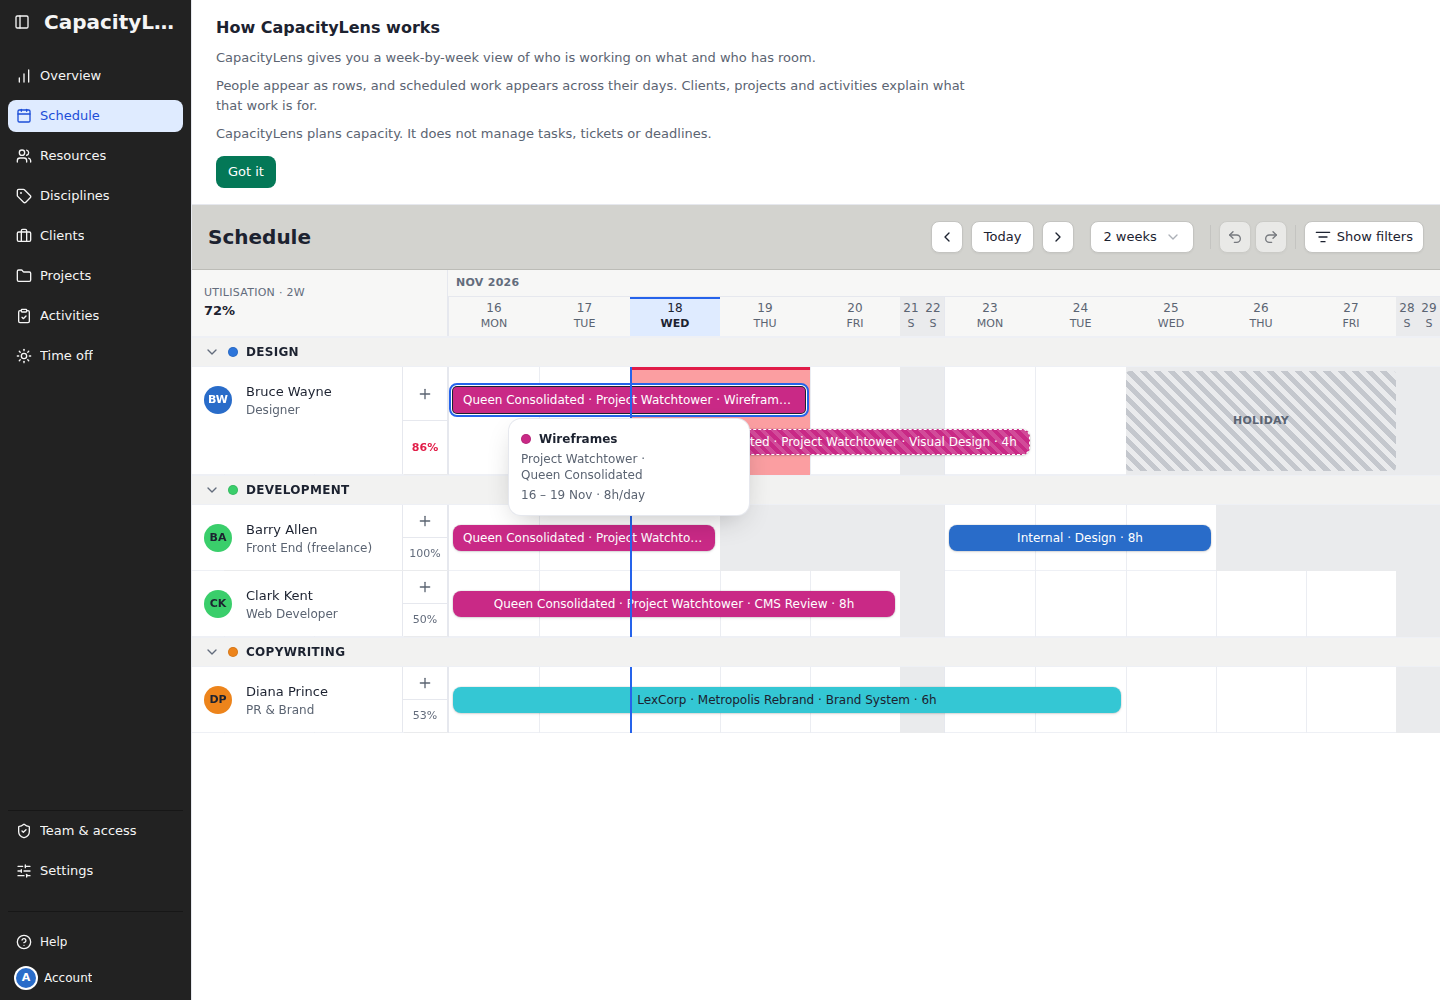 CapacityL…
Overview
Schedule
Resources
Disciplines
Clients
Projects
Activities
Time off
Team & access
Settings
Help
A Account
How CapacityLens works
CapacityLens gives you a week-by-week view of who is working on what and who has room.
People appear as rows, and scheduled work appears across their days. Clients, projects and activities explain what
that work is for.
CapacityLens plans capacity. It does not manage tasks, tickets or deadlines.
Got it
Schedule
Today
2 weeks
Show filters
UTILISATION · 2W
72%
NOV 2026
16 17 18 19 20 21 22 23 24 25 26 27 28 29
MON TUE WED THU FRI S S MON TUE WED THU FRI S S
DESIGN
BW
Bruce Wayne
Designer
86%
Queen Consolidated · Project Watchtower · Wirefram…
ted · Project Watchtower · Visual Design · 4h
HOLIDAY
Wireframes
Project Watchtower ·
Queen Consolidated
16 – 19 Nov · 8h/day
DEVELOPMENT
BA
Barry Allen
Front End (freelance)
100%
Queen Consolidated · Project Watchto…
Internal · Design · 8h
CK
Clark Kent
Web Developer
50%
Queen Consolidated · Project Watchtower · CMS Review · 8h
COPYWRITING
DP
Diana Prince
PR & Brand
53%
LexCorp · Metropolis Rebrand · Brand System · 6h